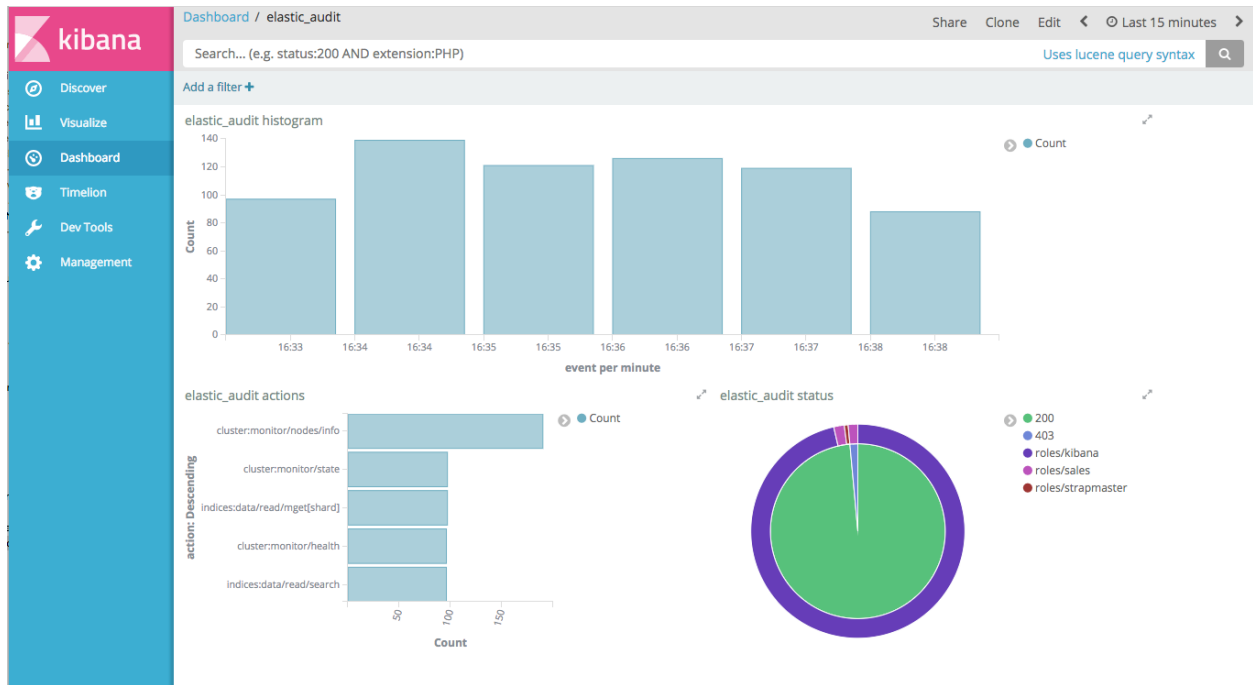 kibana
Discover
Visualize
Dashboard
Timelion
Dev Tools
Management
Dashboard / elastic_audit
Share Clone Edit Last 15 minutes
Search... (e.g. status:200 AND extension:PHP)
Uses lucene query syntax
Add a filter +
elastic_audit histogram
Count
140
120
100
80
60
40
20
0
Count
16:33 16:34 16:34 16:35 16:35 16:36 16:36 16:37 16:37 16:38 16:38
event per minute
elastic_audit actions
Count
action: Descending
cluster:monitor/nodes/info
cluster:monitor/state
indices:data/read/mget[shard]
cluster:monitor/health
indices:data/read/search
50 100 150
Count
elastic_audit status
200
403
roles/kibana
roles/sales
roles/strapmaster